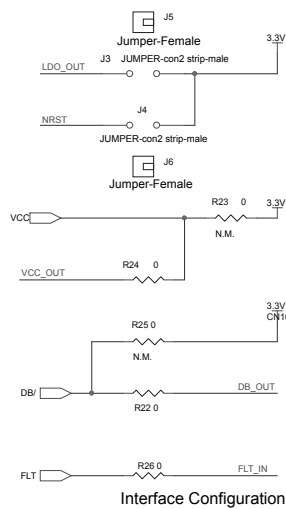 J5
Jumper-Female
3.3V
J3 JUMPER-con2 strip-male
LDO_OUT
J4
NRST
JUMPER-con2 strip-male
J6
Jumper-Female
R23 0
3.3V
VCC
N.M.
R24 0
VCC_OUT
3.3V
R25 0
N.M.
DB/
DB_OUT
R22 0
R26 0
FLT
FLT_IN
Interface Configuration